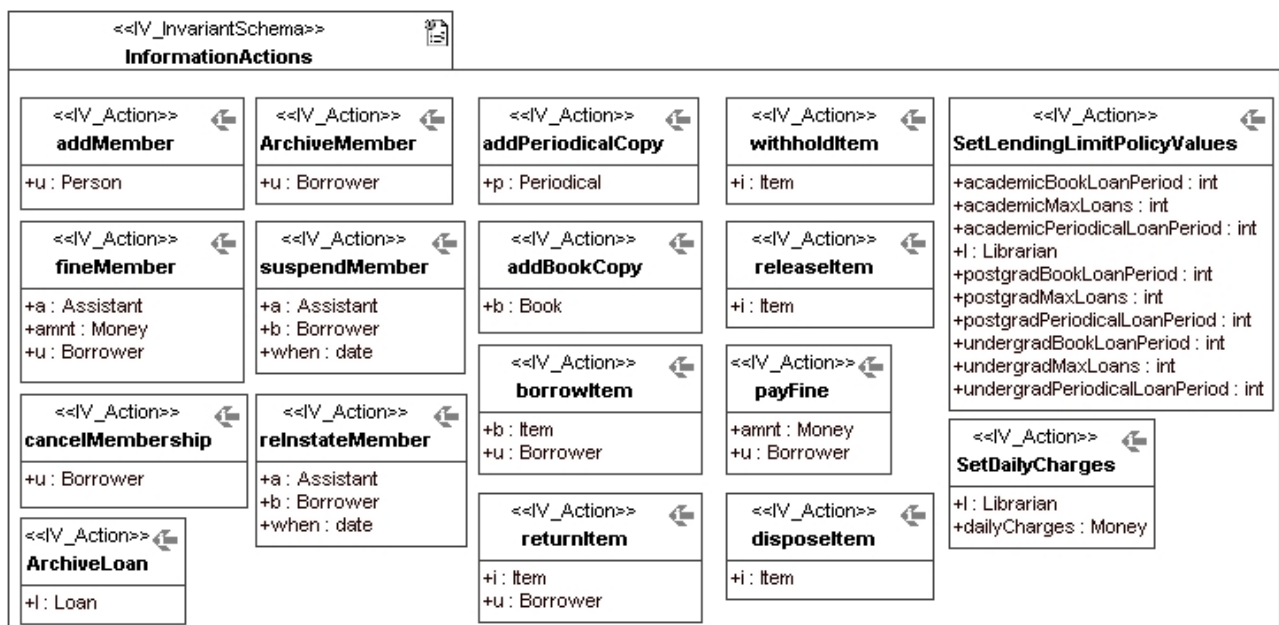 <<IV_InvariantSchema>>
InformationActions
<<IV_Action>>
addMember
+u : Person
<<IV_Action>>
ArchiveMember
+u : Borrower
<<IV_Action>>
addPeriodicalCopy
+p : Periodical
<<IV_Action>>
withholdItem
+i : Item
<<IV_Action>>
SetLendingLimitPolicyValues
+academicBookLoanPeriod : int
+academicMaxLoans : int
+academicPeriodicalLoanPeriod : int
+l : Librarian
+postgradBookLoanPeriod : int
+postgradMaxLoans : int
+postgradPeriodicalLoanPeriod : int
+undergradBookLoanPeriod : int
+undergradMaxLoans : int
+undergradPeriodicalLoanPeriod : int
<<IV_Action>>
fineMember
+a : Assistant
+amnt : Money
+u : Borrower
<<IV_Action>>
suspendMember
+a : Assistant
+b : Borrower
+when : date
<<IV_Action>>
addBookCopy
+b : Book
<<IV_Action>>
releaseItem
+i : Item
<<IV_Action>>
borrowItem
+b : Item
+u : Borrower
<<IV_Action>>
payFine
+amnt : Money
+u : Borrower
<<IV_Action>>
cancelMembership
+u : Borrower
<<IV_Action>>
reInstateMember
+a : Assistant
+b : Borrower
+when : date
<<IV_Action>>
SetDailyCharges
+l : Librarian
+dailyCharges : Money
<<IV_Action>>
ArchiveLoan
+l : Loan
<<IV_Action>>
returnItem
+i : Item
+u : Borrower
<<IV_Action>>
disposeItem
+i : Item